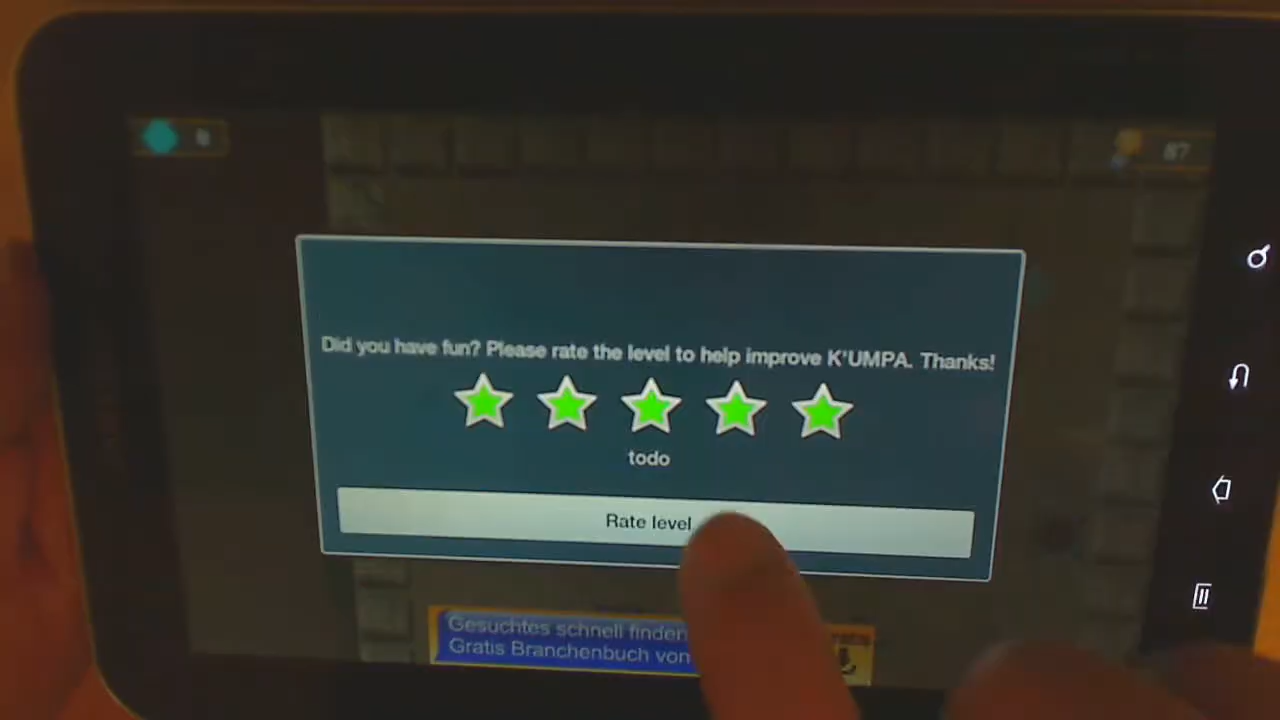 87
Did you have fun? Please rate the level to help improve K'UMPA. Thanks!
todo
Rate level
Gesuchtes schnell finden
Gratis Branchenbuch von